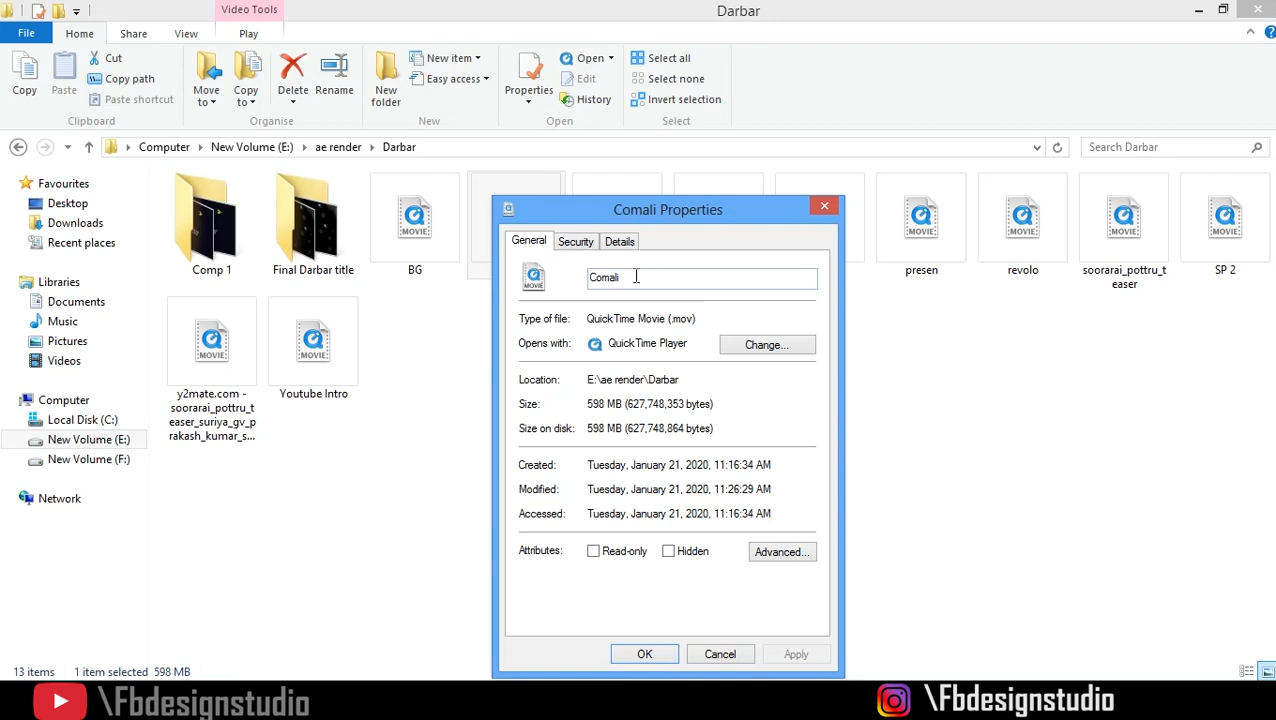 Video Tools
Darbar
File Home Share View Play
Cut
Copy path
Paste shortcut
Copy
Paste
Move to
Copy to
Delete
Rename
New folder
New item
Easy access
Properties
Open
Edit
History
Select all
Select none
Invert selection
Clipboard Organise New Open Select
Computer New Volume (E:) ae render Darbar
Search Darbar
Favourites
Desktop
Downloads
Recent places
Libraries
Documents
Music
Pictures
Videos
Computer
Local Disk (C:)
New Volume (E:)
New Volume (F:)
Network
MOVIE
MOVIE
MOVIE
MOVIE
MOVIE
Comp 1
Final Darbar title
BG
presen
revolo
soorarai_pottru_t
easer
SP 2
MOVIE
MOVIE
y2mate.com -
soorarai_pottru_t
easer_suriya_gv_p
rakash_kumar_s...
Youtube Intro
Comali Properties
General Security Details
MOVIE
Comali
Type of file: QuickTime Movie (.mov)
Opens with: QuickTime Player Change...
Location: E:\ae render\Darbar
Size: 598 MB (627,748,353 bytes)
Size on disk: 598 MB (627,748,864 bytes)
Created: Tuesday, January 21, 2020, 11:16:34 AM
Modified: Tuesday, January 21, 2020, 11:26:29 AM
Accessed: Tuesday, January 21, 2020, 11:16:34 AM
Attributes: Read-only Hidden Advanced...
OK Cancel Apply
13 items 1 item selected 598 MB
\Fbdesignstudio \Fbdesignstudio